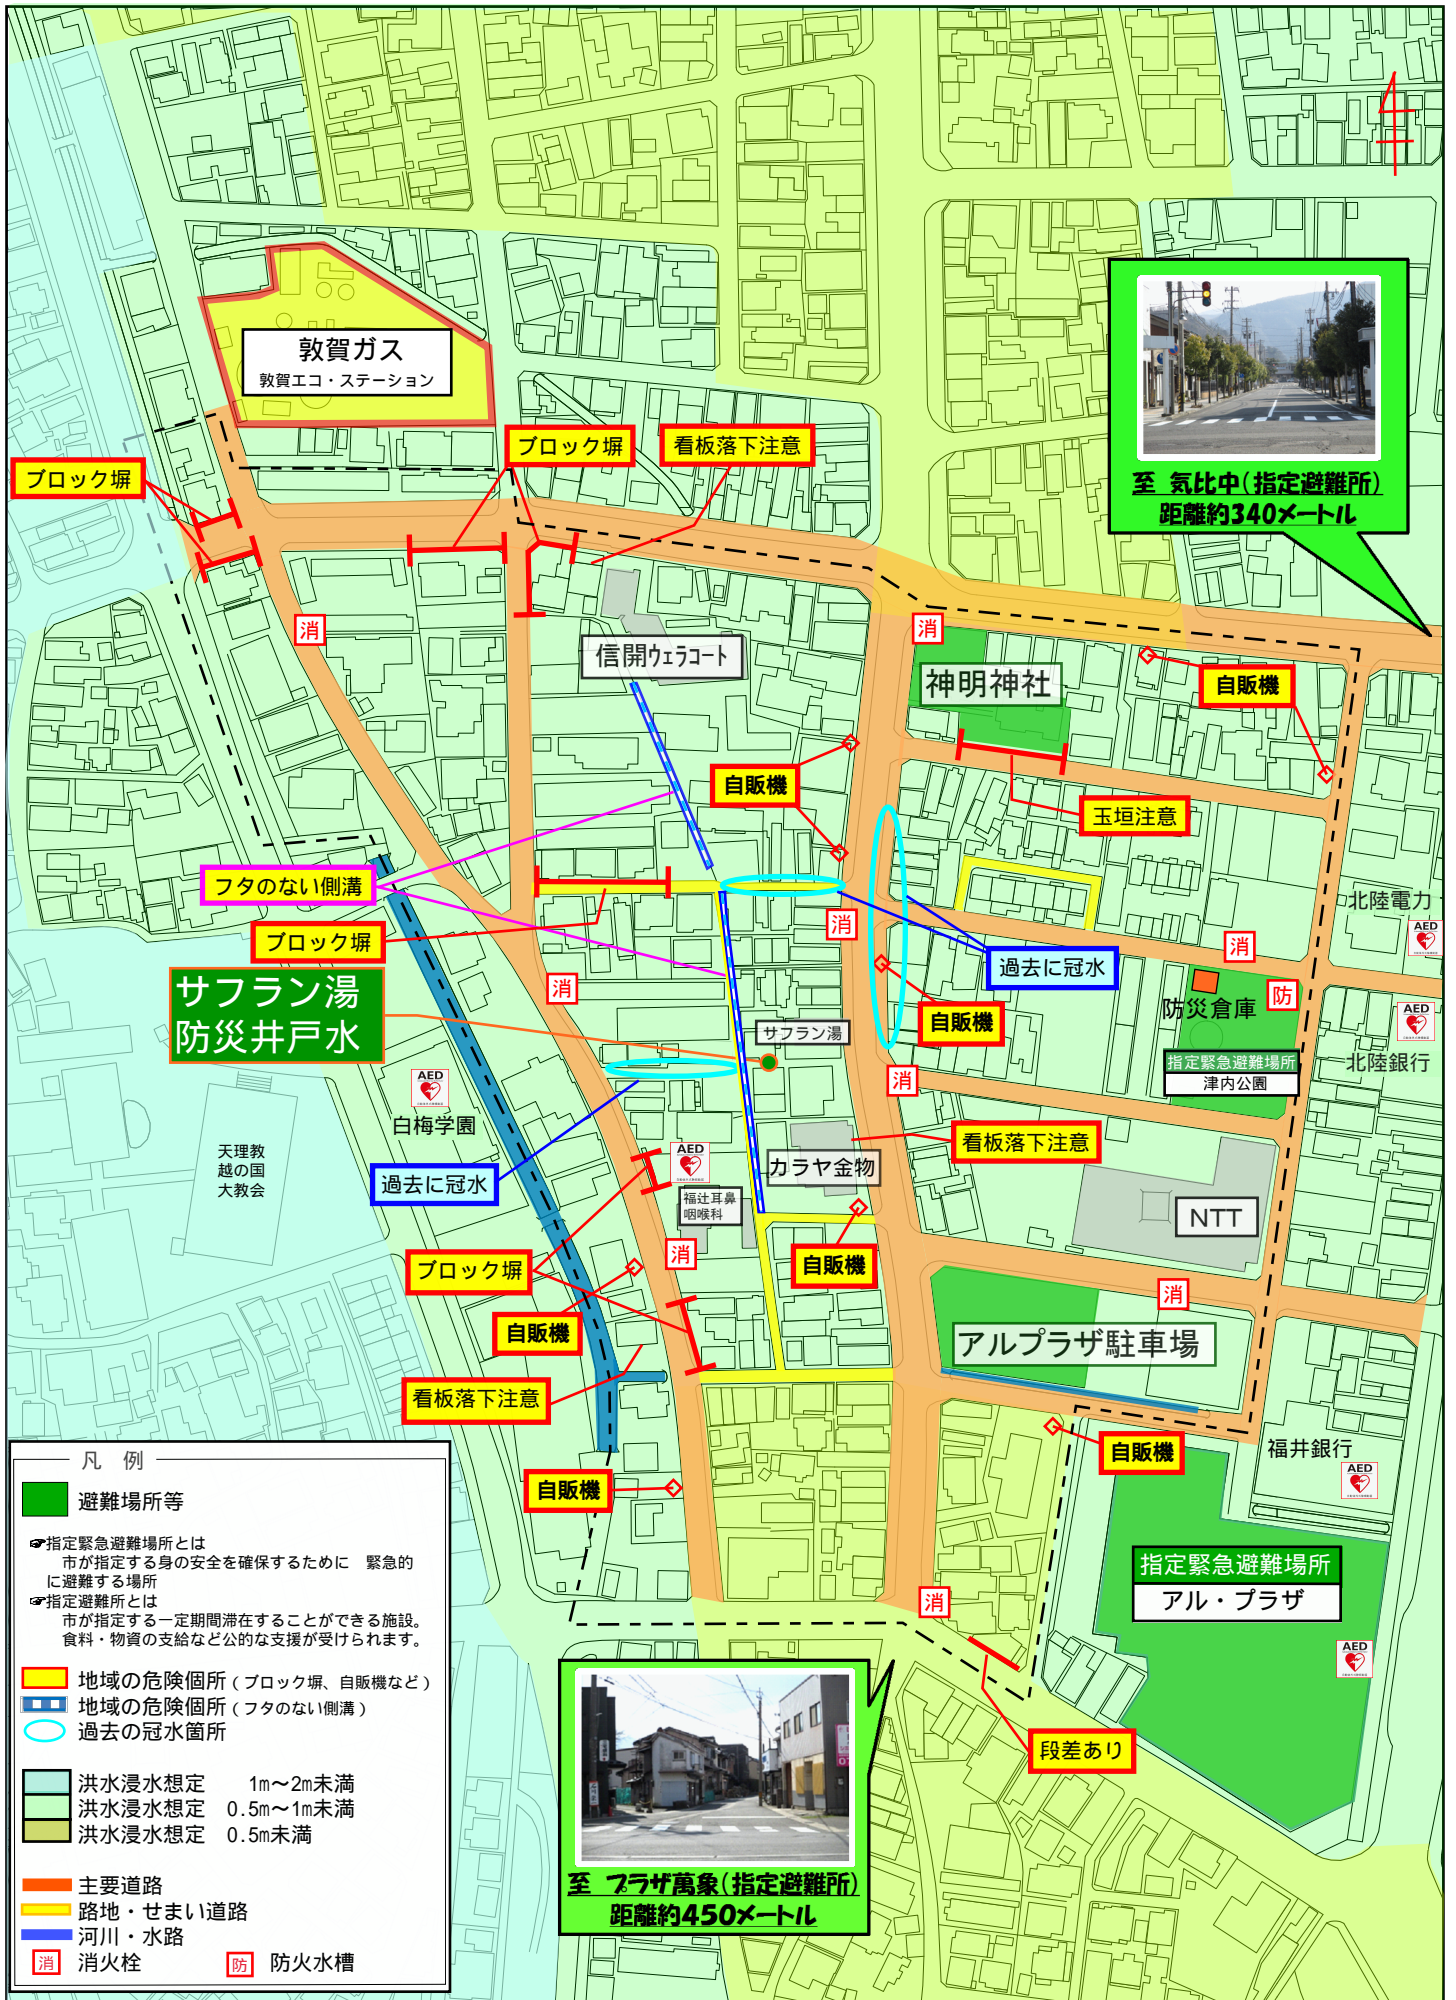 敦賀ガス
敦賀エコ・ステーション
ブロック塀
ブロック塀
看板落下注意
至 気比中(指定避難所)
距離約340メートル
消
信開ウェラコート
消
神明神社
自販機
自販機
玉垣注意
フタのない側溝
ブロック塀
消
過去に冠水
消
北陸電力
AED
サフラン湯
防災井戸水
消
サフラン湯
自販機
防災倉庫
防
AED
北陸銀行
指定緊急避難場所
津内公園
消
AED
白梅学園
天理教
越の国
大教会
過去に冠水
AED
福辻耳鼻
咽喉科
カラヤ金物
看板落下注意
NTT
消
ブロック塀
自販機
自販機
消
アルプラザ駐車場
看板落下注意
自販機
自販機
福井銀行
AED
指定緊急避難場所
アル・プラザ
AED
消
段差あり
至 プラザ萬象(指定避難所)
距離約450メートル
凡 例
避難場所等
☞指定緊急避難場所とは
市が指定する身の安全を確保するために 緊急的
に避難する場所
☞指定避難所とは
市が指定する一定期間滞在することができる施設。
食料・物資の支給など公的な支援が受けられます。
地域の危険個所(ブロック塀、自販機など)
地域の危険個所(フタのない側溝)
過去の冠水箇所
洪水浸水想定 1m～2m未満
洪水浸水想定 0.5m～1m未満
洪水浸水想定 0.5m未満
主要道路
路地・せまい道路
河川・水路
消 消火栓 防 防火水槽